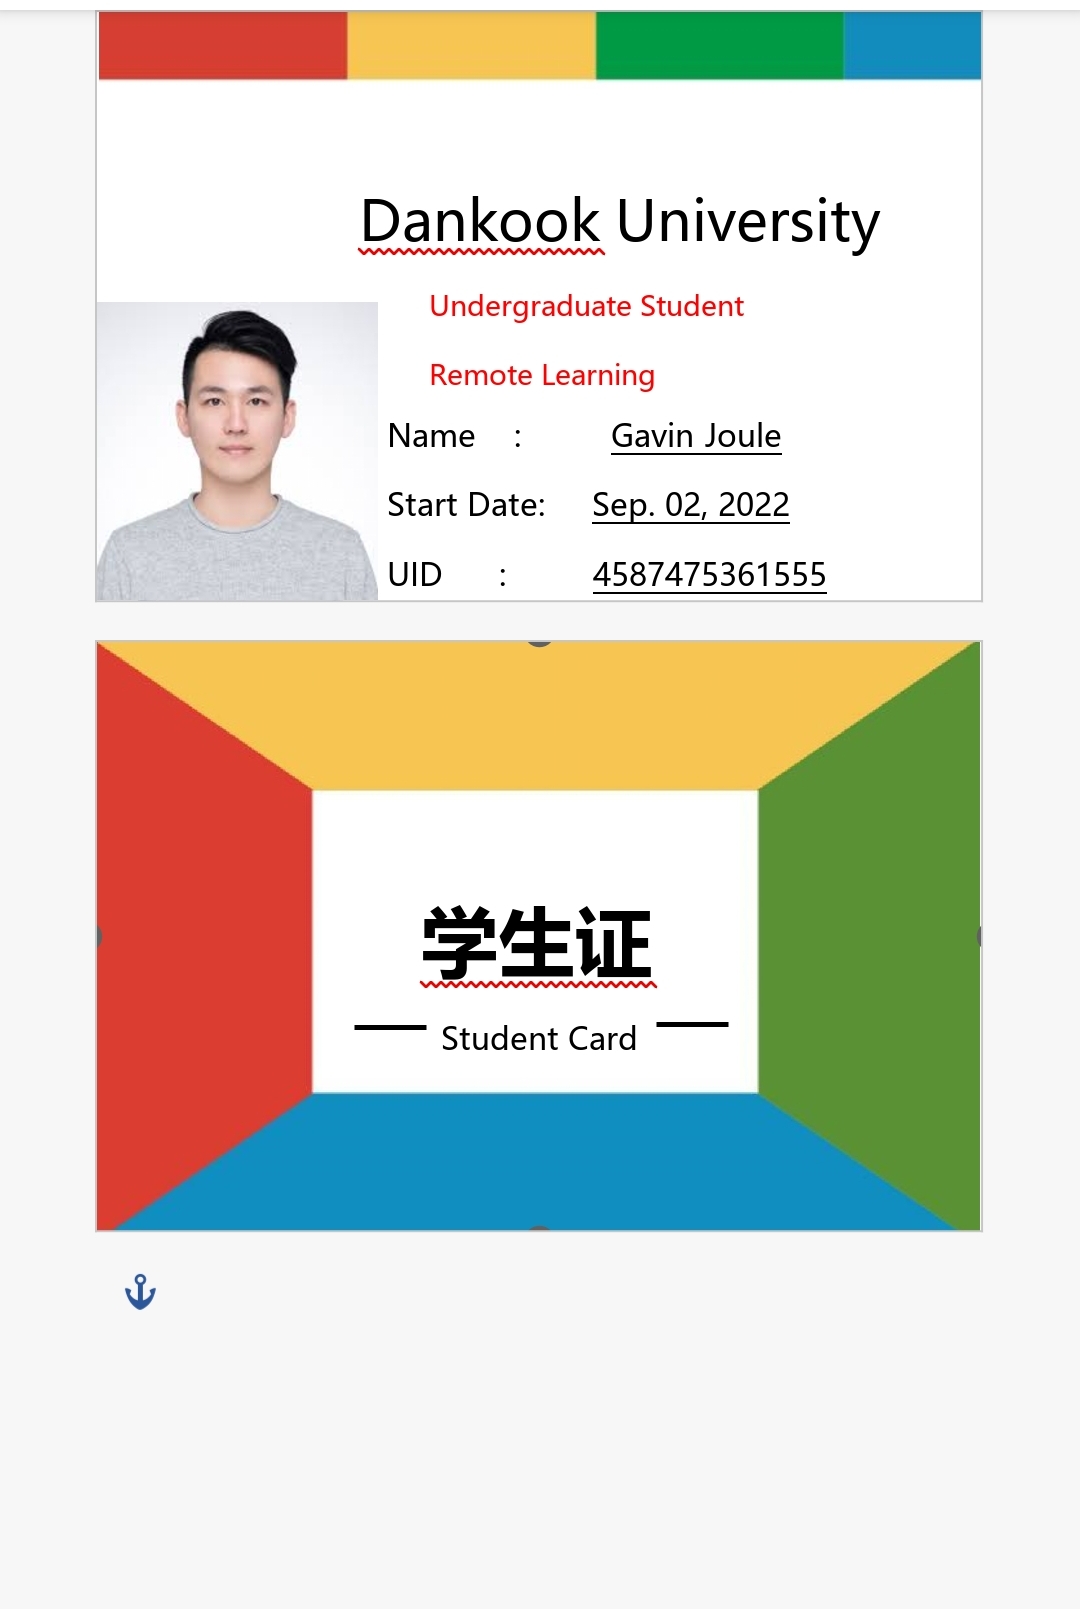 Dankook University
Undergraduate Student
Remote Learning
Name : Gavin Joule
Start Date: Sep. 02, 2022
UID : 4587475361555
学生证
Student Card